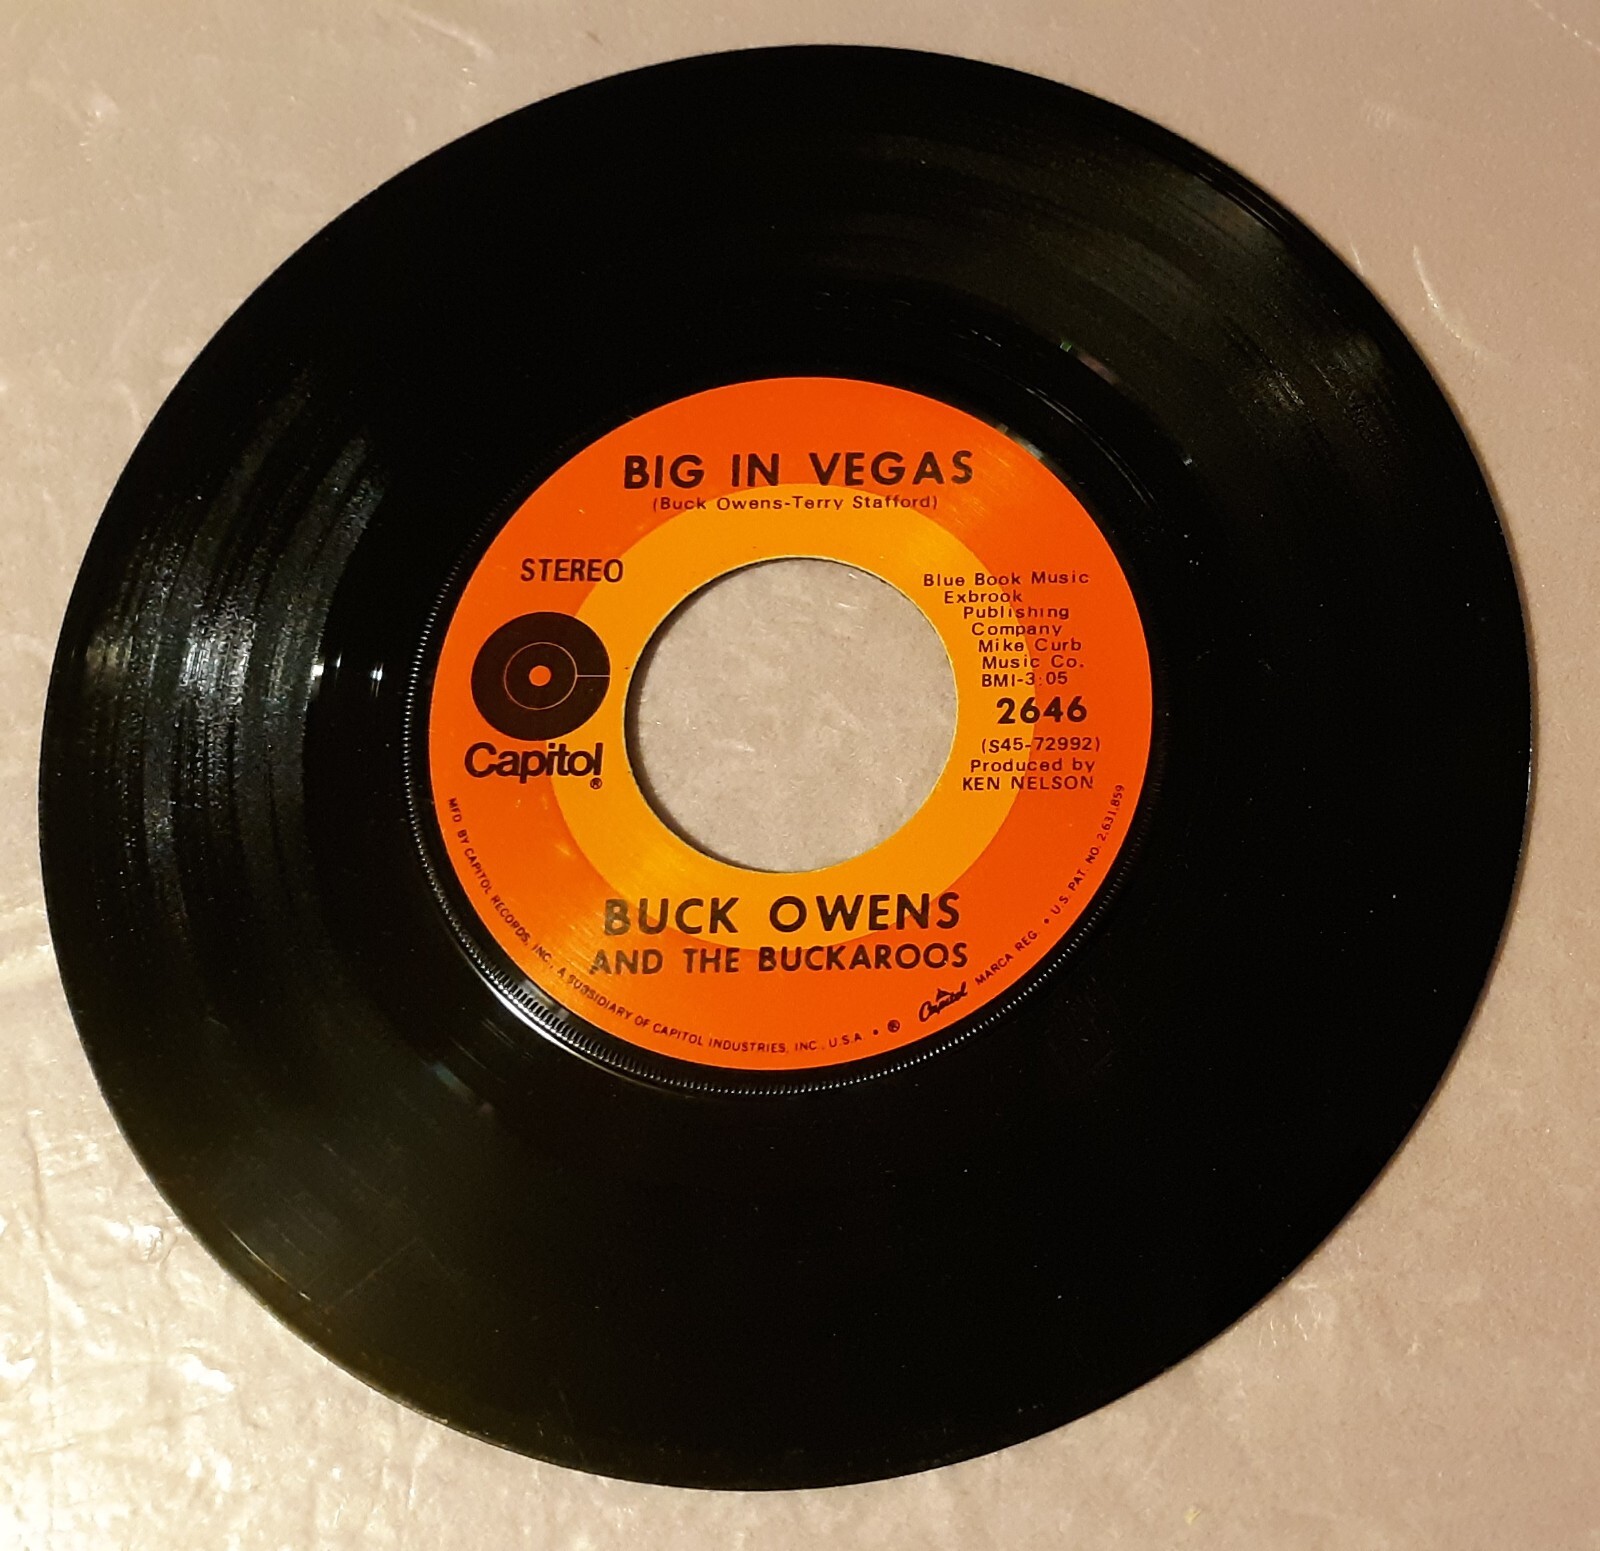 BIG IN VEGAS
(Buck Owens-Terry Stafford)
STEREO
Capitol
®
Blue Book Music
Exbrook
Publishing
Company
Mike Curb
Music Co.
BMI-3:05
2646
(S45-72992)
Produced by
KEN NELSON
BUCK OWENS
AND THE BUCKAROOS
MFD BY CAPITOL RECORDS, INC., A SUBSIDIARY OF CAPITOL INDUSTRIES, INC., U.S.A. • ® Capitol MARCA REG. • U.S. PAT. NO. 2,631,859